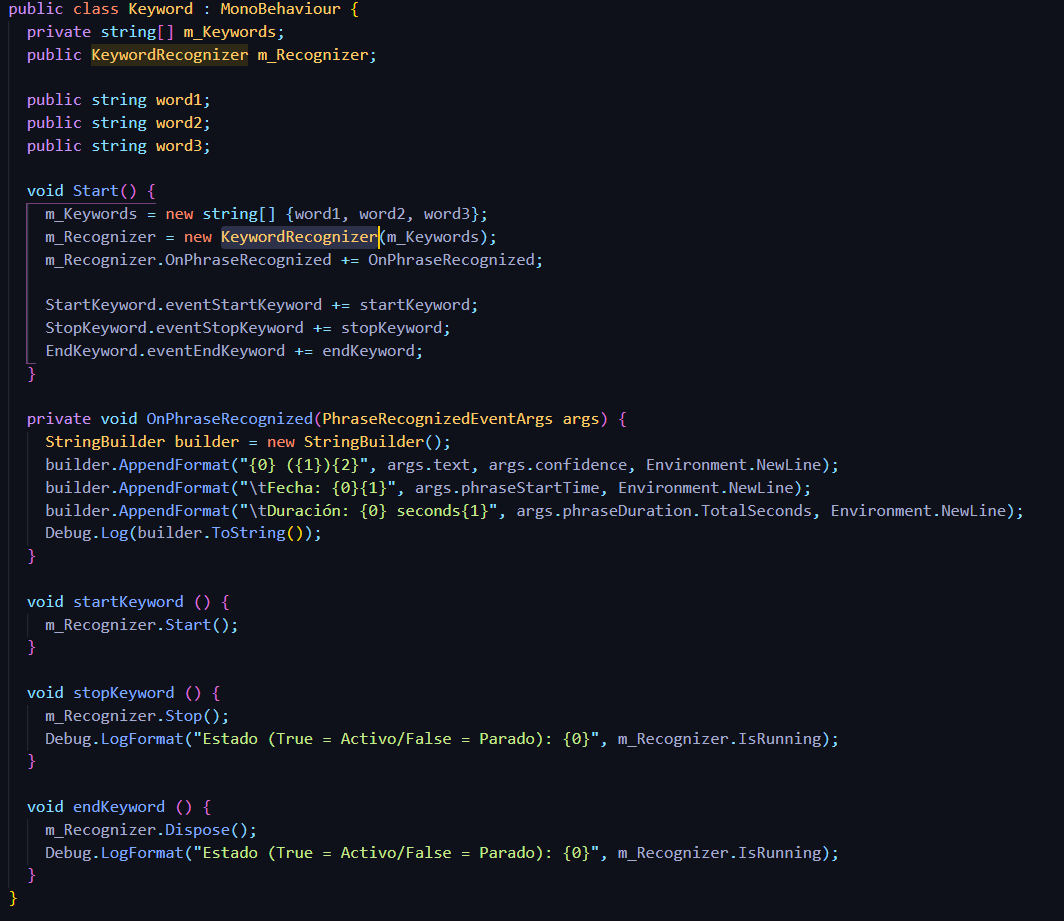 public class Keyword : MonoBehaviour {
private string[] m_Keywords;
public KeywordRecognizer m_Recognizer;
public string word1;
public string word2;
public string word3;
void Start() {
m_Keywords = new string[] {word1, word2, word3};
m_Recognizer = new KeywordRecognizer(m_Keywords);
m_Recognizer.OnPhraseRecognized += OnPhraseRecognized;
StartKeyword.eventStartKeyword += startKeyword;
StopKeyword.eventStopKeyword += stopKeyword;
EndKeyword.eventEndKeyword += endKeyword;
}
private void OnPhraseRecognized(PhraseRecognizedEventArgs args) {
StringBuilder builder = new StringBuilder();
builder.AppendFormat("{0} ({1}){2}", args.text, args.confidence, Environment.NewLine);
builder.AppendFormat("\tFecha: {0}{1}", args.phraseStartTime, Environment.NewLine);
builder.AppendFormat("\tDuración: {0} seconds{1}", args.phraseDuration.TotalSeconds, Environment.NewLine);
Debug.Log(builder.ToString());
}
void startKeyword () {
m_Recognizer.Start();
}
void stopKeyword () {
m_Recognizer.Stop();
Debug.LogFormat("Estado (True = Activo/False = Parado): {0}", m_Recognizer.IsRunning);
}
void endKeyword () {
m_Recognizer.Dispose();
Debug.LogFormat("Estado (True = Activo/False = Parado): {0}", m_Recognizer.IsRunning);
}
}